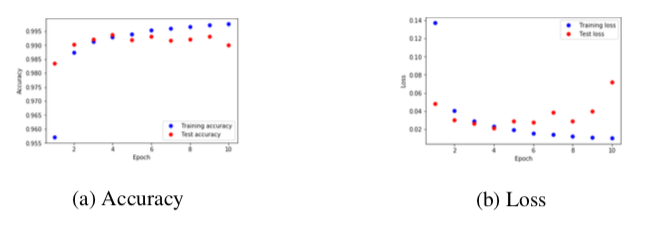 0.995
0.990
0.985
0.980
0.975
0.970
0.965
0.960
0.955
Accuracy
2 4 6 8 10
Epoch
Training accuracy
Test accuracy
(a) Accuracy
0.14
0.12
0.10
0.08
0.06
0.04
0.02
Loss
2 4 6 8 10
Epoch
Training loss
Test loss
(b) Loss